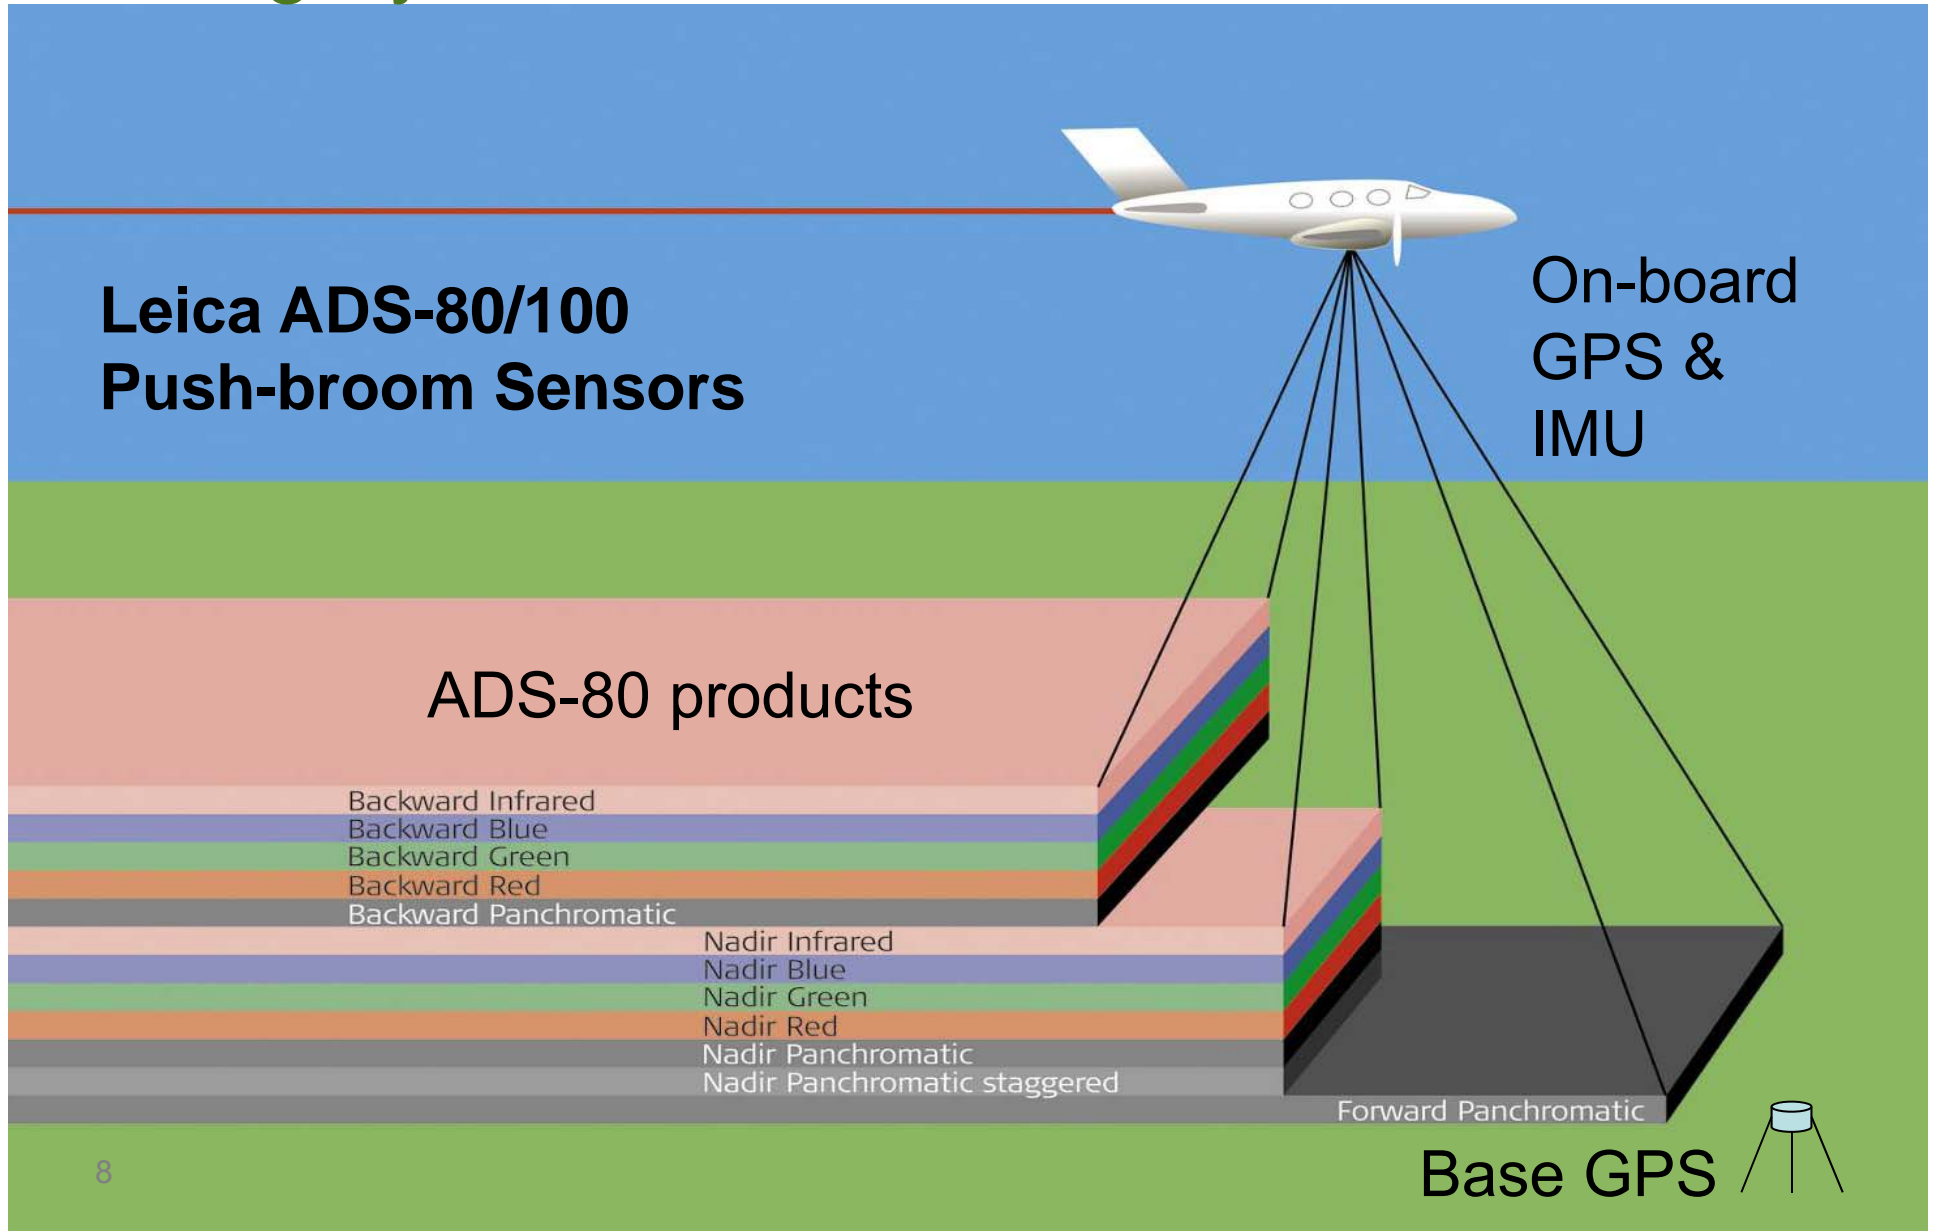 Leica ADS-80/100
Push-broom Sensors
On-board
GPS &
IMU
ADS-80 products
Backward Infrared
Backward Blue
Backward Green
Backward Red
Backward Panchromatic
Nadir Infrared
Nadir Blue
Nadir Green
Nadir Red
Nadir Panchromatic
Nadir Panchromatic staggered
Forward Panchromatic
Base GPS
8